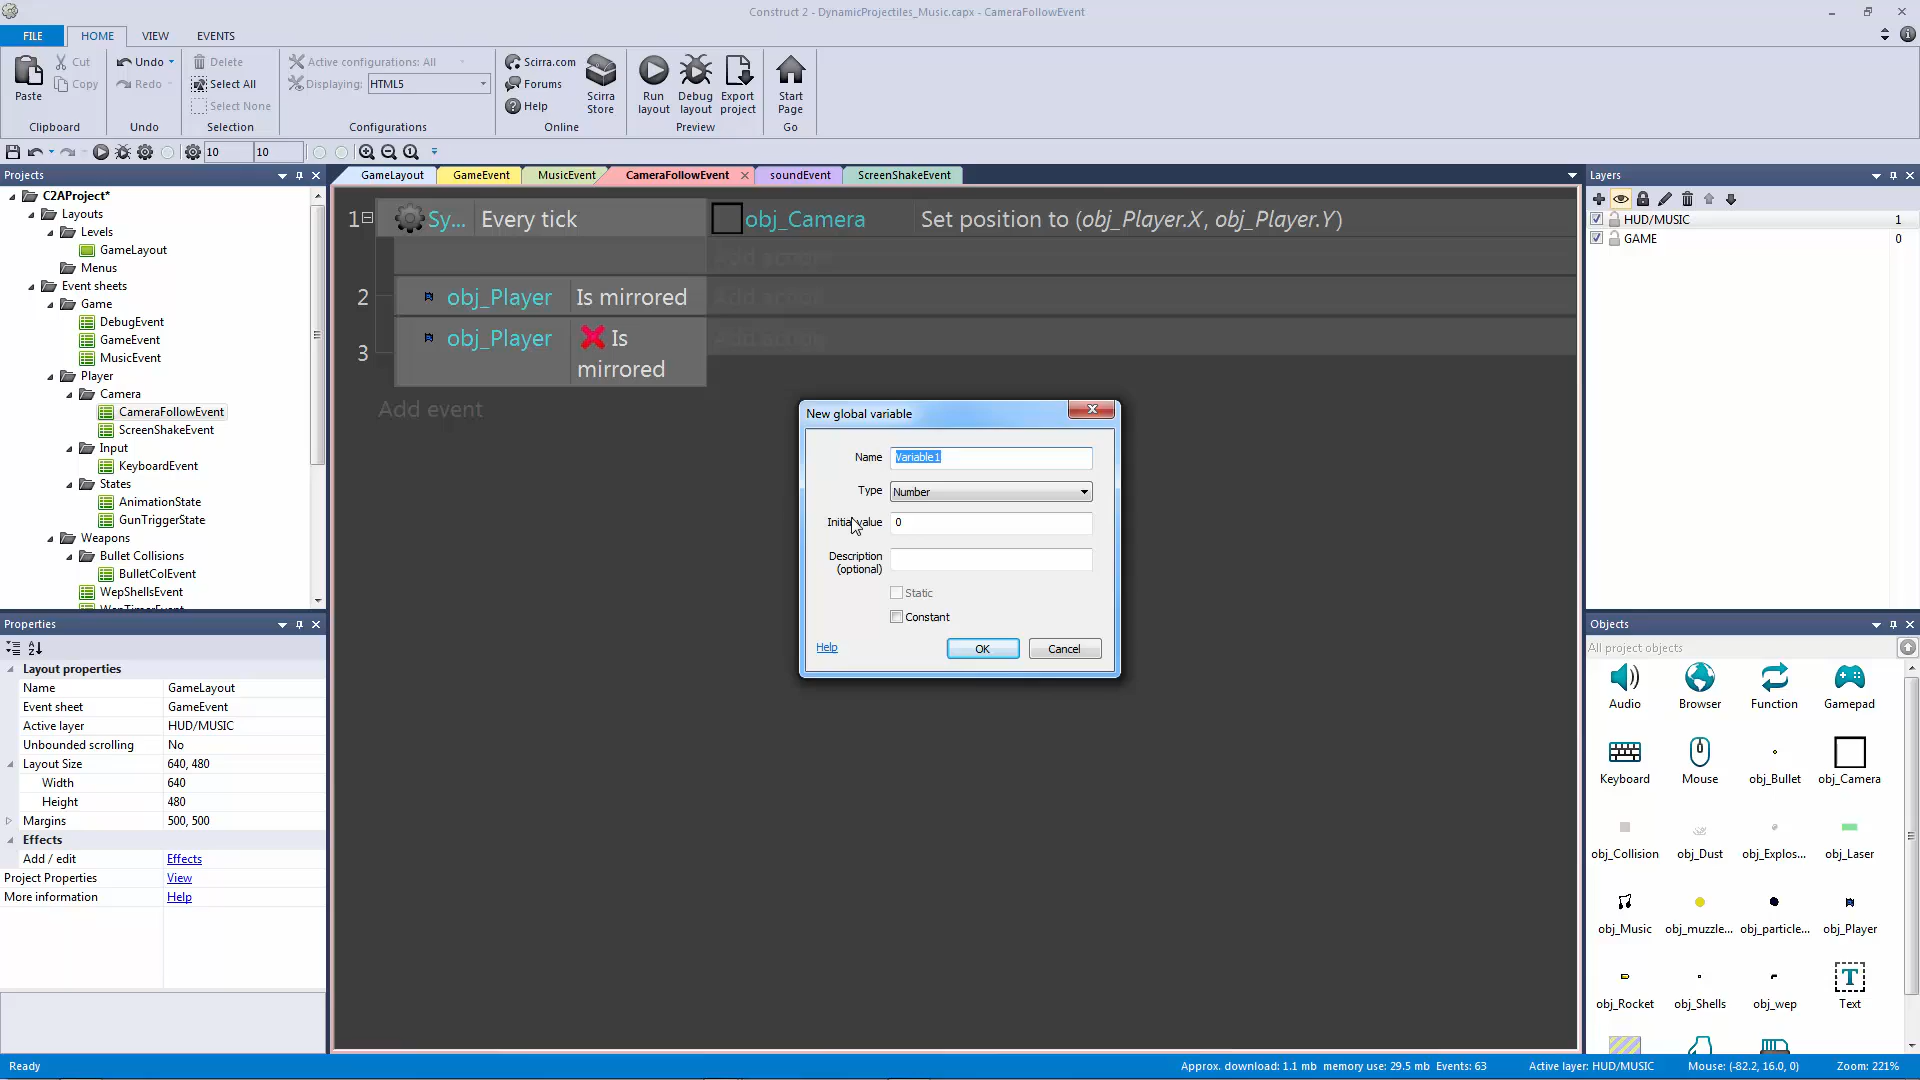 Construct 2 - DynamicProjectiles_Music.capx - CameraFollowEvent
FILE HOME VIEW EVENTS
Paste Cut Copy Clipboard
Undo Redo Undo
Delete Select All Select None Selection
Active configurations: All
Displaying: HTML5
Configurations
Scirra.com Forums Help Scirra Store Online
Run layout Debug layout Export project Preview
Start Page Go
10 10
Projects
C2AProject*
Layouts
Levels
GameLayout
Menus
Event sheets
Game
DebugEvent
GameEvent
MusicEvent
Player
Camera
CameraFollowEvent
ScreenShakeEvent
Input
KeyboardEvent
States
AnimationState
GunTriggerState
Weapons
Bullet Collisions
BulletColEvent
WepShellsEvent
WepTimerEvent
Properties
Layout properties
Name GameLayout
Event sheet GameEvent
Active layer HUD/MUSIC
Unbounded scrolling No
Layout Size 640, 480
Width 640
Height 480
Margins 500, 500
Effects
Add / edit Effects
Project Properties View
More information Help
GameLayout GameEvent MusicEvent CameraFollowEvent soundEvent ScreenShakeEvent
1 Sy... Every tick obj_Camera Set position to (obj_Player.X, obj_Player.Y)
Add action
2 obj_Player Is mirrored Add action
3 obj_Player Is mirrored Add action
Add event
New global variable
Name Variable1
Type Number
Initial value 0
Description (optional)
Static
Constant
Help OK Cancel
Layers
HUD/MUSIC 1
GAME 0
Objects
All project objects
Audio Browser Function Gamepad
Keyboard Mouse obj_Bullet obj_Camera
obj_Collision obj_Dust obj_Explos... obj_Laser
obj_Music obj_muzzle... obj_particle... obj_Player
obj_Rocket obj_Shells obj_wep Text
T
Ready Approx. download: 1.1 mb memory use: 29.5 mb Events: 63 Active layer: HUD/MUSIC Mouse: (-82.2, 16.0, 0) Zoom: 221%